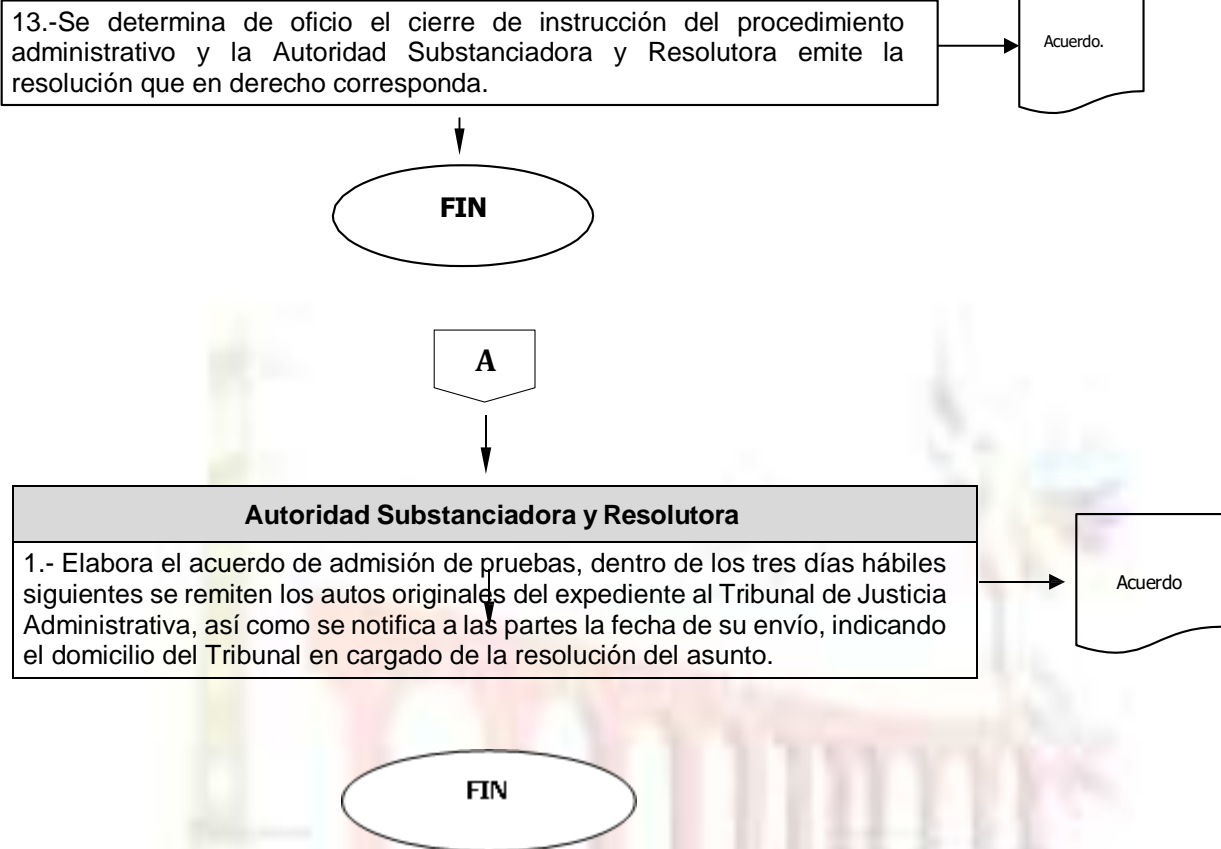 13.-Se determina de oficio el cierre de instrucción del procedimiento
administrativo y la Autoridad Substanciadora y Resolutora emite la
resolución que en derecho corresponda.
Acuerdo.
FIN
A
Autoridad Substanciadora y Resolutora
1.- Elabora el acuerdo de admisión de pruebas, dentro de los tres días hábiles
siguientes se remiten los autos originales del expediente al Tribunal de Justicia
Administrativa, así como se notifica a las partes la fecha de su envío, indicando
el domicilio del Tribunal en cargado de la resolución del asunto.
Acuerdo
FIN